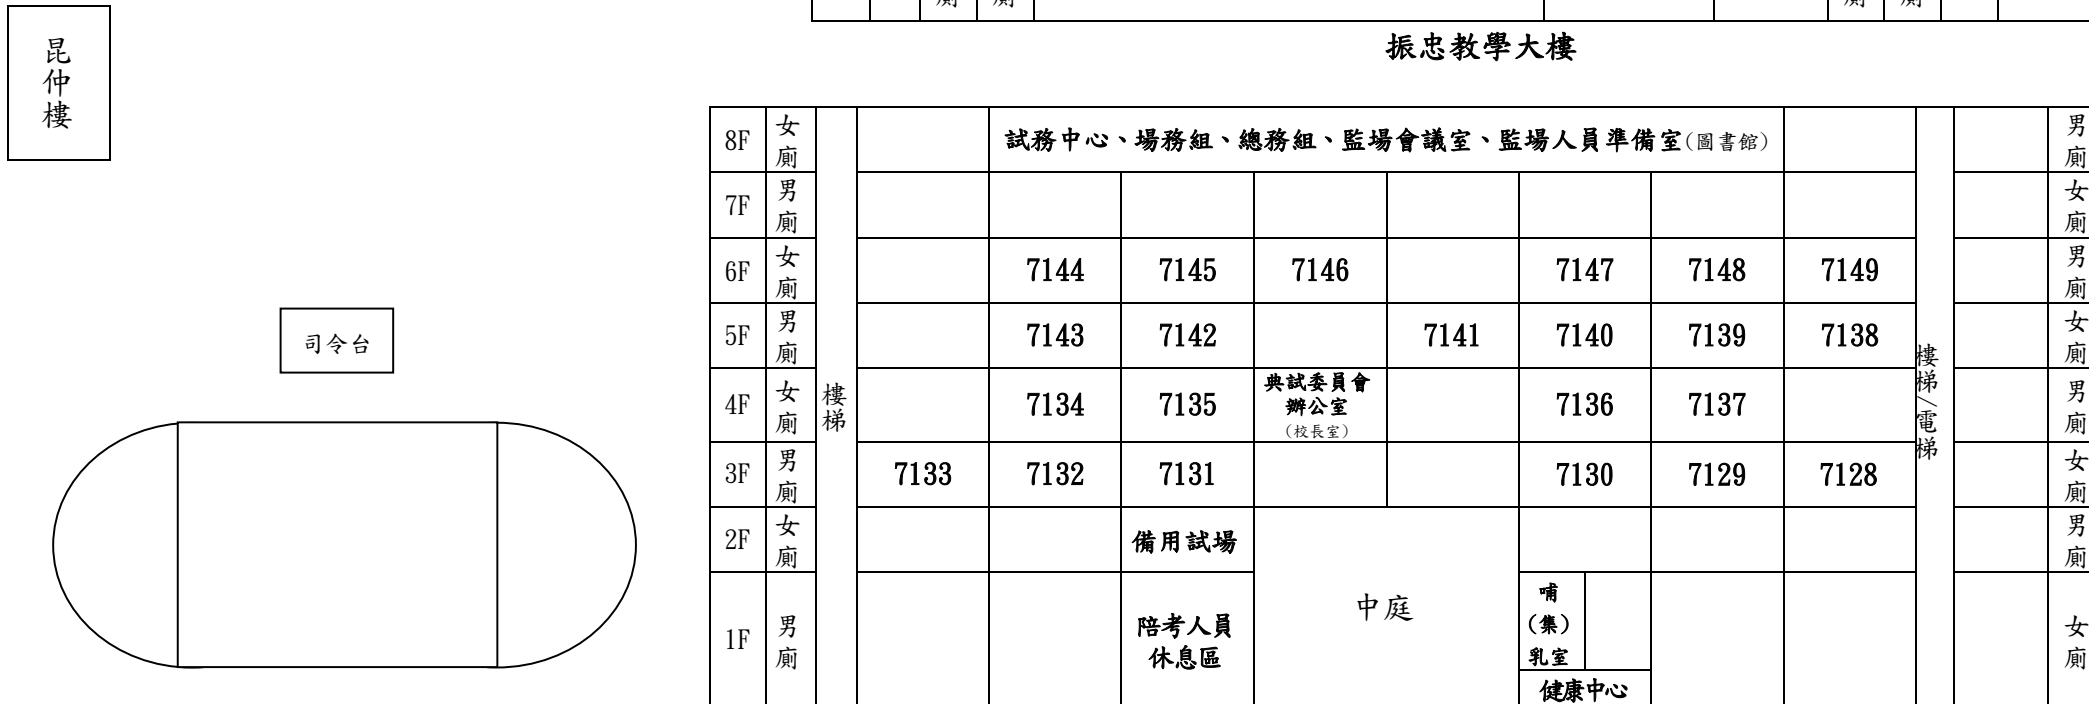 廁 廁 廁 廁
昆仲樓
振忠教學大樓
8F 女廁 試務中心、場務組、總務組、監場會議室、監場人員準備室(圖書館) 男廁
7F 男廁 女廁
6F 女廁 7144 7145 7146 7147 7148 7149 男廁
司令台
5F 男廁 7143 7142 7141 7140 7139 7138 女廁
樓梯
樓梯/電梯
4F 女廁 7134 7135 典試委員會 7136 7137 男廁
辦公室
(校長室)
3F 男廁 7133 7132 7131 7130 7129 7128 女廁
2F 女廁 備用試場 男廁
中庭
1F 男廁 陪考人員 女廁
休息區
哺
(集)
乳室
健康中心